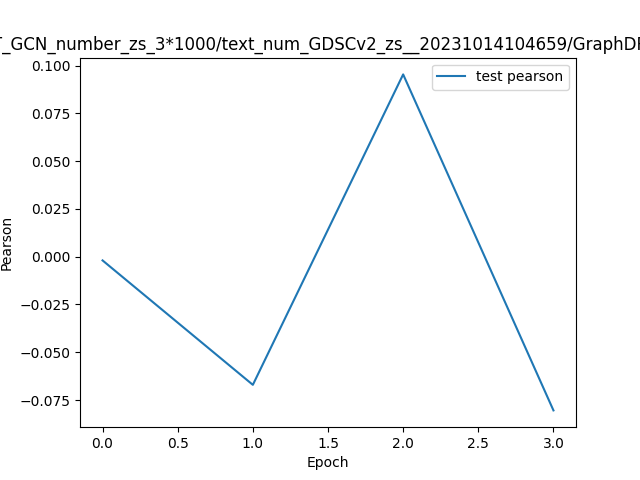 _GCN_number_zs_3*1000/text_num_GDSCv2_zs__20231014104659/GraphD
test pearson
Pearson
0.100
0.075
0.050
0.025
0.000
−0.025
−0.050
−0.075
0.0 0.5 1.0 1.5 2.0 2.5 3.0
Epoch